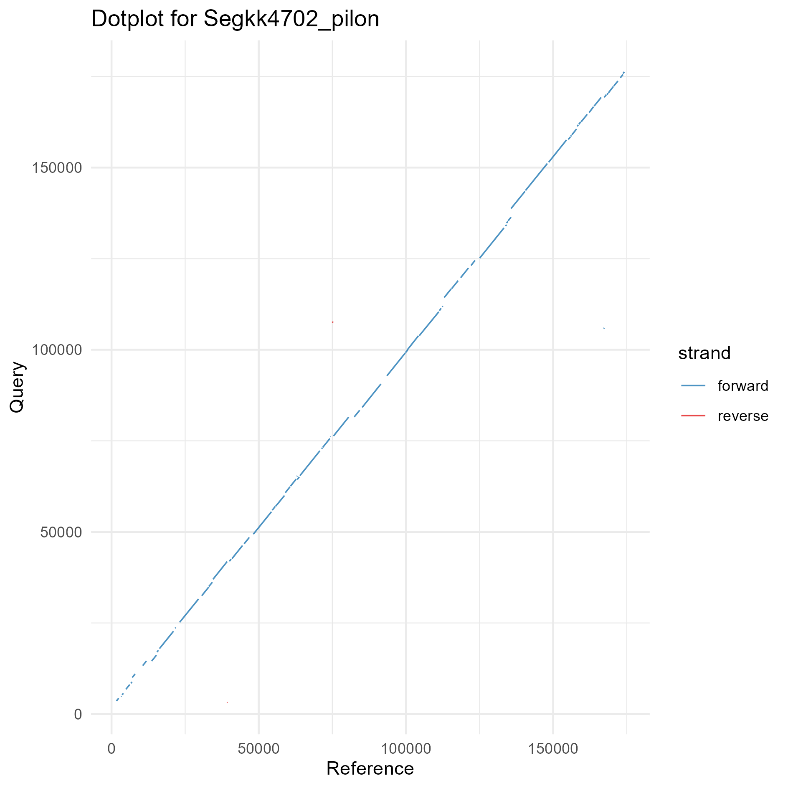 Dotplot for Segkk4702_pilon
150000
100000
50000
0
Query
0
50000
100000
150000
Reference
strand
forward
reverse